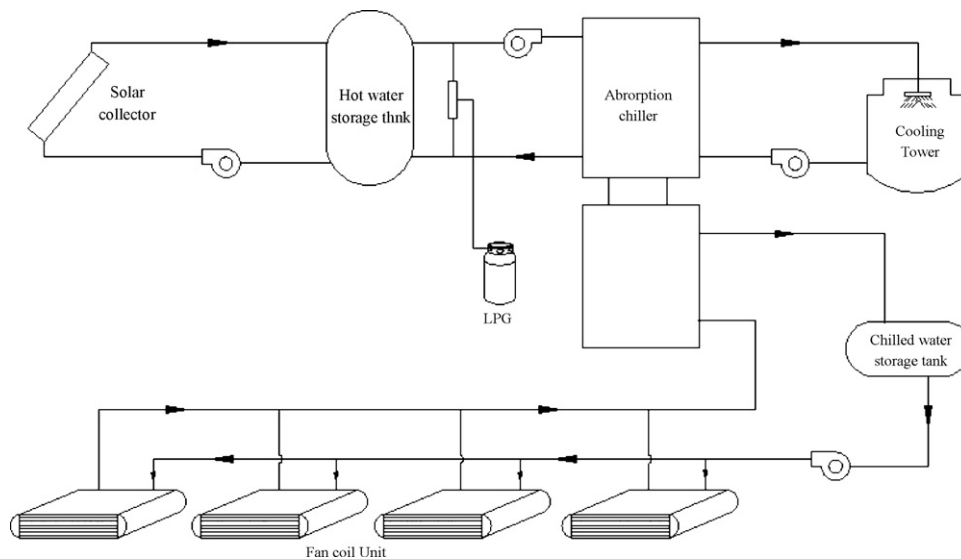 Solar
collector
Hot water
storage thnk
Abrorption
chiller
Cooling
Tower
LPG
Chilled water
storage tank
Fan coil Unit